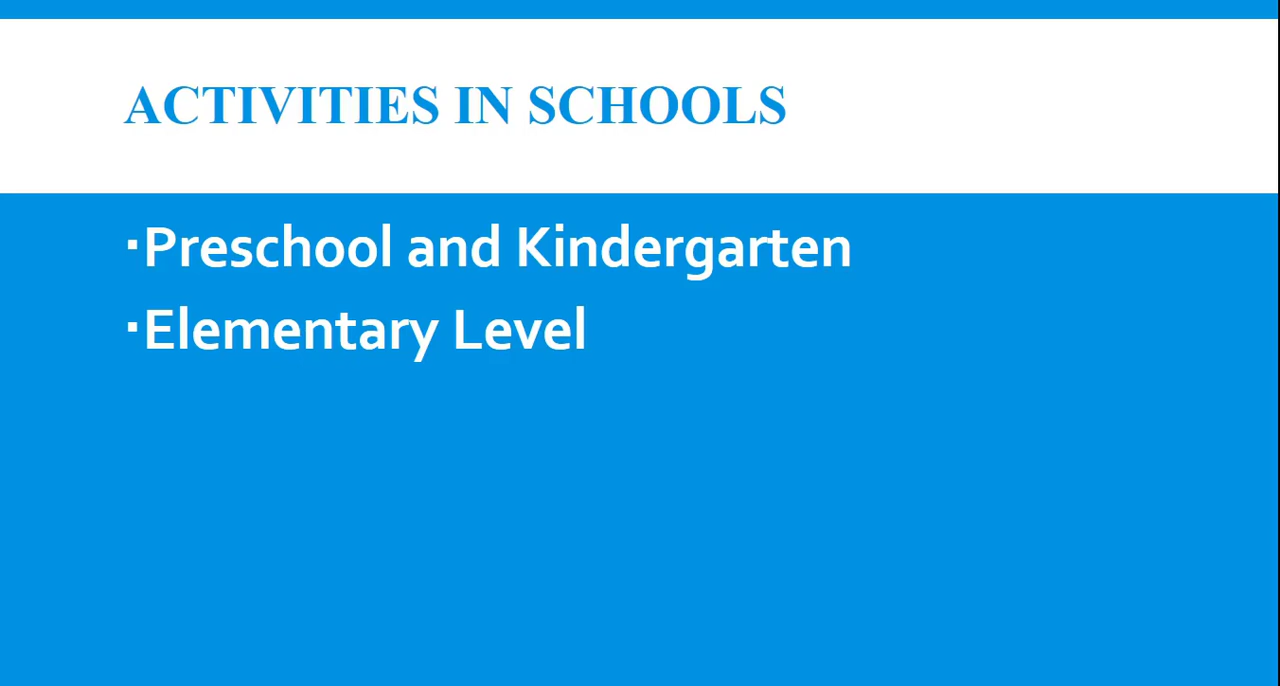 ACTIVITIES IN SCHOOLS
▪Preschool and Kindergarten
▪Elementary Level